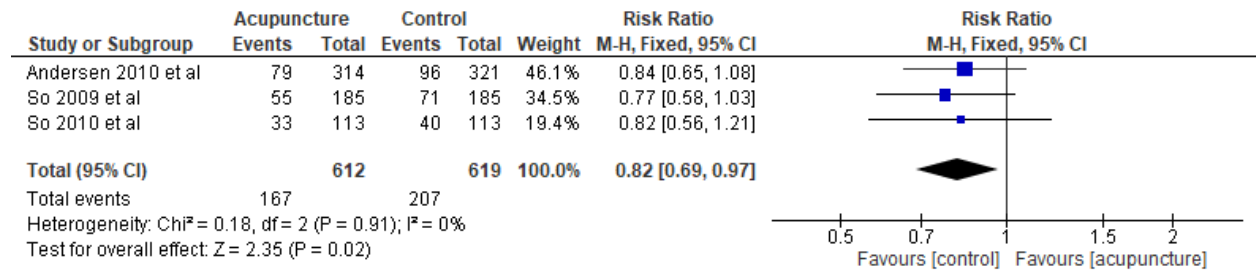 Acupuncture Control Risk Ratio Risk Ratio
Study or Subgroup Events Total Events Total Weight M-H, Fixed, 95% CI M-H, Fixed, 95% CI
Andersen 2010 et al 79 314 96 321 46.1% 0.84 [0.65, 1.08]
So 2009 et al 55 185 71 185 34.5% 0.77 [0.58, 1.03]
So 2010 et al 33 113 40 113 19.4% 0.82 [0.56, 1.21]
Total (95% CI) 612 619 100.0% 0.82 [0.69, 0.97]
Total events 167 207
Heterogeneity: Chi² = 0.18, df = 2 (P = 0.91); I² = 0%
Test for overall effect: Z = 2.35 (P = 0.02)
0.5 0.7 1 1.5 2
Favours [control] Favours [acupuncture]